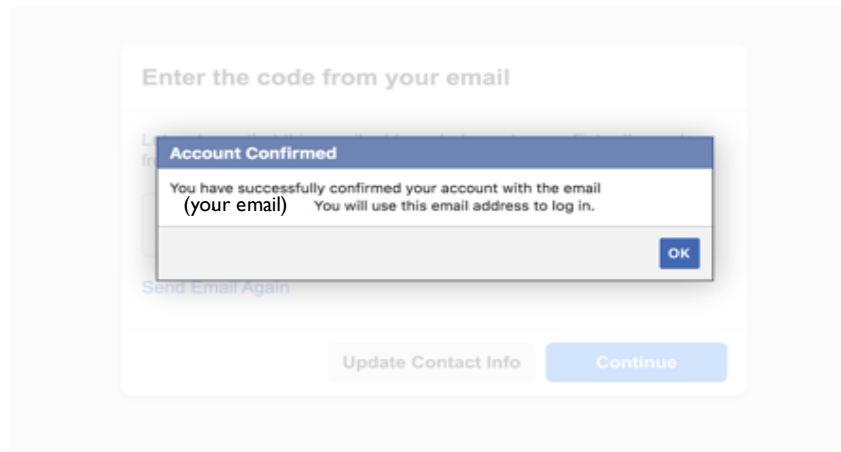 Enter the code from your email
Account Confirmed
You have successfully confirmed your account with the email
(your email) You will use this email address to log in.
OK
Send Email Again
Update Contact Info Continue